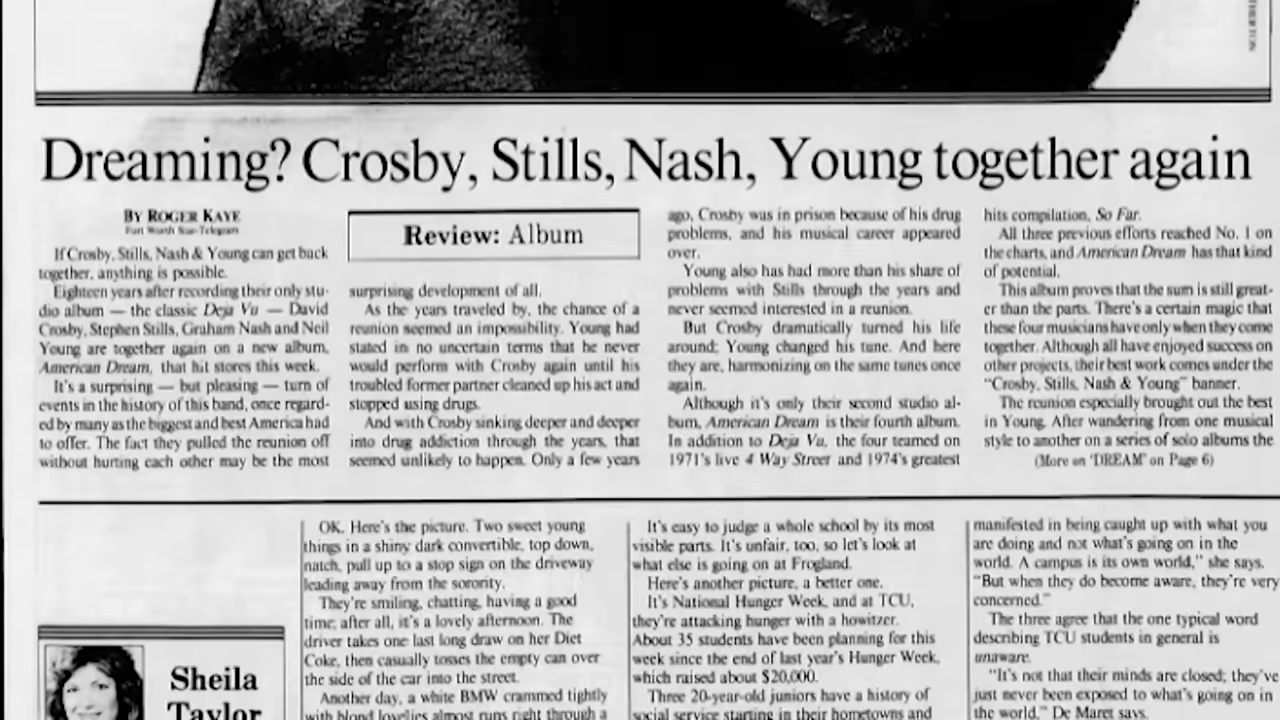 Dreaming? Crosby, Stills, Nash, Young together again
BY ROGER KAYE
Fort Worth Star-Telegram
If Crosby, Stills, Nash & Young can get back
together, anything is possible.
Eighteen years after recording their only stu-
dio album — the classic Deja Vu — David
Crosby, Stephen Stills, Graham Nash and Neil
Young are together again on a new album,
American Dream, that hit stores this week.
It's a surprising — but pleasing — turn of
events in the history of this band, once regard-
ed by many as the biggest and best America had
to offer. The fact they pulled the reunion off
without hurting each other may be the most
Review: Album
surprising development of all.
As the years traveled by, the chance of a
reunion seemed an impossibility. Young had
stated in no uncertain terms that he never
would perform with Crosby again until his
troubled former partner cleaned up his act and
stopped using drugs.
And with Crosby sinking deeper and deeper
into drug addiction through the years, that
seemed unlikely to happen. Only a few years
ago, Crosby was in prison because of his drug
problems, and his musical career appeared
over.
Young also has had more than his share of
problems with Stills through the years and
never seemed interested in a reunion.
But Crosby dramatically turned his life
around; Young changed his tune. And here
they are, harmonizing on the same tunes once
again.
Although it's only their second studio al-
bum, American Dream is their fourth album.
In addition to Deja Vu, the four teamed on
1971's live 4 Way Street and 1974's greatest
hits compilation, So Far.
All three previous efforts reached No. 1 on
the charts, and American Dream has that kind
of potential.
This album proves that the sum is still great-
er than the parts. There's a certain magic that
these four musicians have only when they come
together. Although all have enjoyed success on
other projects, their best work comes under the
"Crosby, Stills, Nash & Young" banner.
The reunion especially brought out the best
in Young. After wandering from one musical
style to another on a series of solo albums the
(More on 'DREAM' on Page 6)
Sheila
Taylor
OK. Here's the picture. Two sweet young
things in a shiny dark convertible, top down,
natch, pull up to a stop sign on the driveway
leading away from the sorority.
They're smiling, chatting, having a good
time; after all, it's a lovely afternoon. The
driver takes one last long draw on her Diet
Coke, then casually tosses the empty can over
the side of the car into the street.
Another day, a white BMW crammed tightly
with blond lovelies almost runs right through a
It's easy to judge a whole school by its most
visible parts. It's unfair, too, so let's look at
what else is going on at Frogland.
Here's another picture, a better one.
It's National Hunger Week, and at TCU,
they're attacking hunger with a howitzer.
About 35 students have been planning for this
week since the end of last year's Hunger Week,
which raised about $20,000.
Three 20-year-old juniors have a history of
social service starting in their hometowns and
manifested in being caught up with what you
are doing and not what's going on in the
world. A campus is its own world," she says.
"But when they do become aware, they're very
concerned."
The three agree that the one typical word
describing TCU students in general is
unaware.
"It's not that their minds are closed; they've
just never been exposed to what's going on in
the world," De Maret says.